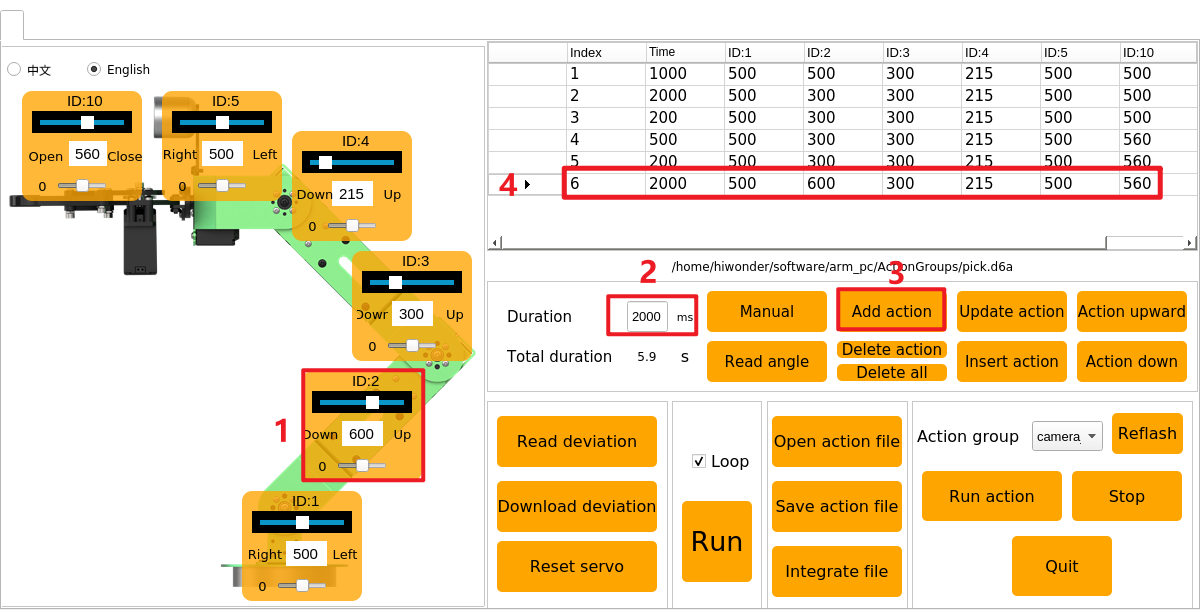 中文 English
ID:10
Open 560 Close
0
ID:5
Right 500 Left
0
ID:4
Down 215 Up
0
ID:3
Down 300 Up
0
1
ID:2
Down 600 Up
0
ID:1
Right 500 Left
0
Index Time ID:1 ID:2 ID:3 ID:4 ID:5 ID:10
1 1000 500 500 300 215 500 500
2 2000 500 300 300 215 500 500
3 200 500 300 300 215 500 500
4 500 500 300 300 215 500 560
5 200 500 300 300 215 500 560
4 6 2000 500 600 300 215 500 560
/home/hiwonder/software/arm_pc/ActionGroups/pick.d6a
2 3
Duration 2000 ms Manual Add action Update action Action upward
Total duration 5.9 s Read angle Delete action Insert action Action down
Delete all
Read deviation
Download deviation
Reset servo
Loop
Run
Open action file
Save action file
Integrate file
Action group camera_ Reflash
Run action Stop
Quit